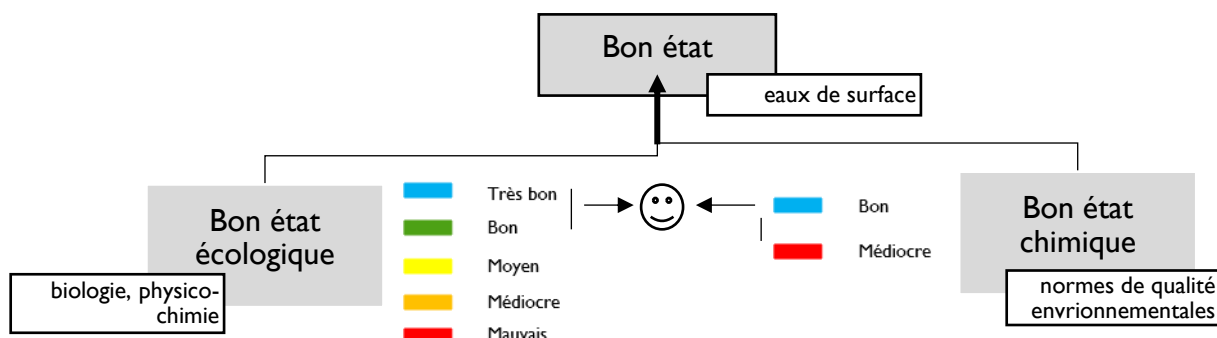 Bon état
eaux de surface
Bon état
écologique
biologie, physico-
chimie
Très bon
Bon
Moyen
Médiocre
Mauvais
Bon
Médiocre
Bon état
chimique
normes de qualité
envrionnementales